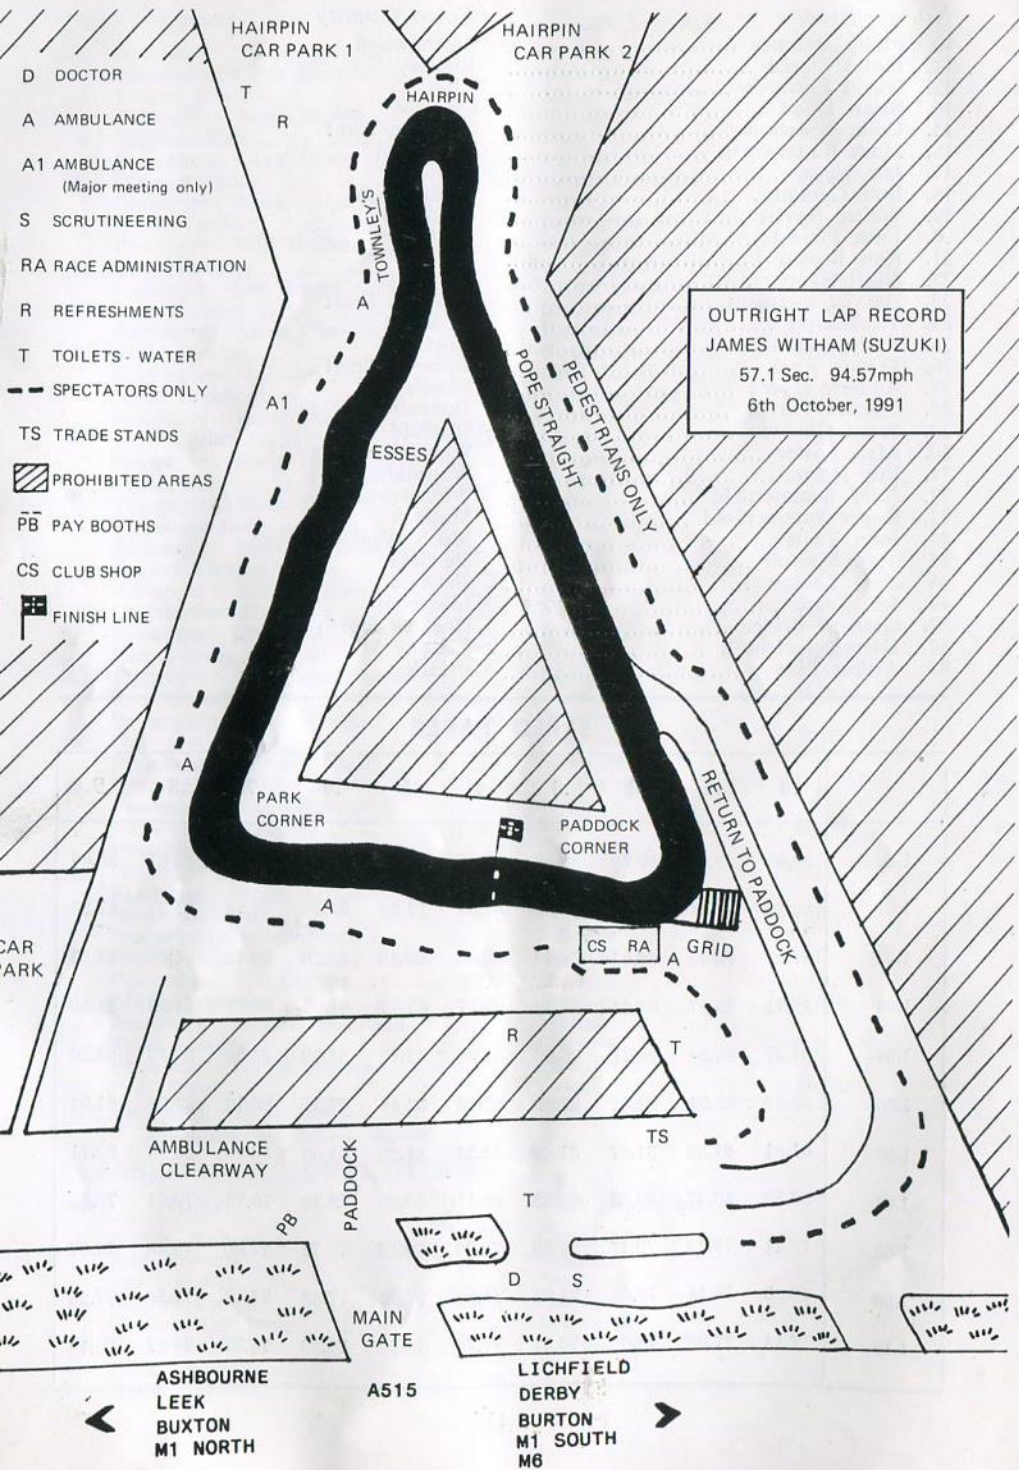 HAIRPIN
CAR PARK 1
HAIRPIN
CAR PARK 2
D DOCTOR
A AMBULANCE
A1 AMBULANCE
(Major meeting only)
S SCRUTINEERING
RA RACE ADMINISTRATION
R REFRESHMENTS
T TOILETS - WATER
SPECTATORS ONLY
TS TRADE STANDS
PROHIBITED AREAS
PB PAY BOOTHS
CS CLUB SHOP
FINISH LINE
T
R
HAIRPIN
TOWNLEY'S
A
A1
ESSES
POPE STRAIGHT
PEDESTRIANS ONLY
OUTRIGHT LAP RECORD
JAMES WITHAM (SUZUKI)
57.1 Sec. 94.57mph
6th October, 1991
A
PARK
CORNER
PADDOCK
CORNER
RETURN TO PADDOCK
A
CS RA
A
GRID
CAR
PARK
R
T
TS
AMBULANCE
CLEARWAY
PADDOCK
PB
T
D S
MAIN
GATE
ASHBOURNE
LEEK
BUXTON
M1 NORTH
A515
LICHFIELD
DERBY
BURTON
M1 SOUTH
M6